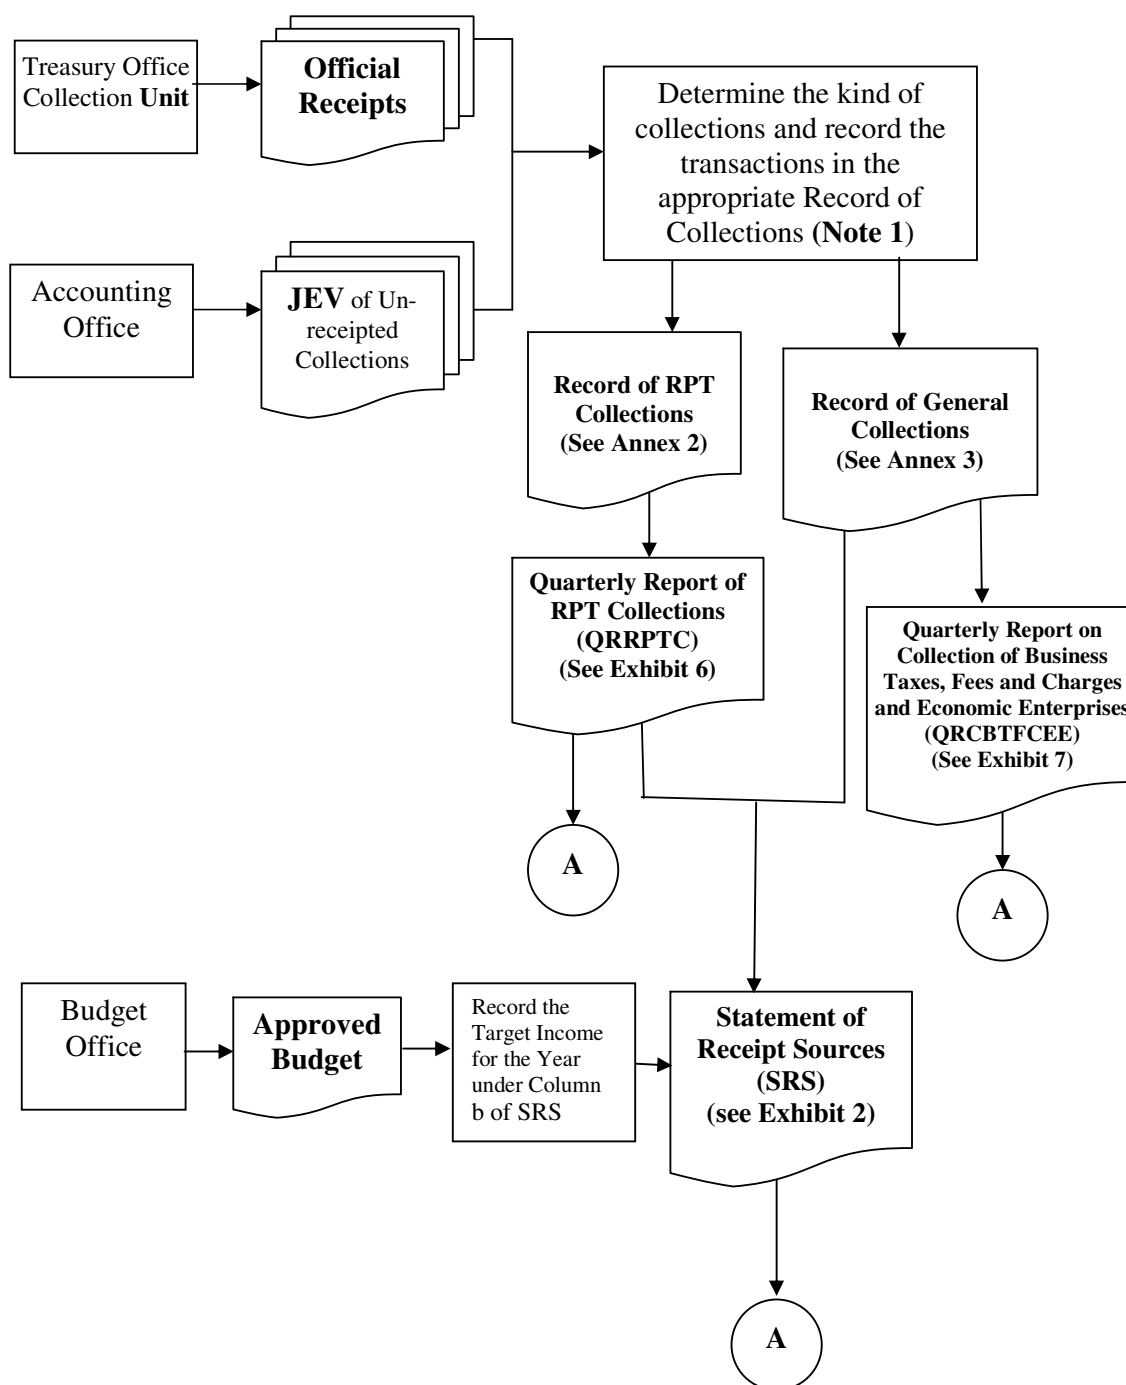 Treasury Office
Collection Unit
Official
Receipts
Determine the kind of
collections and record the
transactions in the
appropriate Record of
Collections (Note 1)
Accounting
Office
JEV of Un-
receipted
Collections
Record of RPT
Collections
(See Annex 2)
Record of General
Collections
(See Annex 3)
Quarterly Report of
RPT Collections
(QRRPTC)
(See Exhibit 6)
Quarterly Report on
Collection of Business
Taxes, Fees and Charges
and Economic Enterprises
(QRCBTFCEE)
(See Exhibit 7)
A
A
Budget
Office
Approved
Budget
Record the
Target Income
for the Year
under Column
b of SRS
Statement of
Receipt Sources
(SRS)
(see Exhibit 2)
A